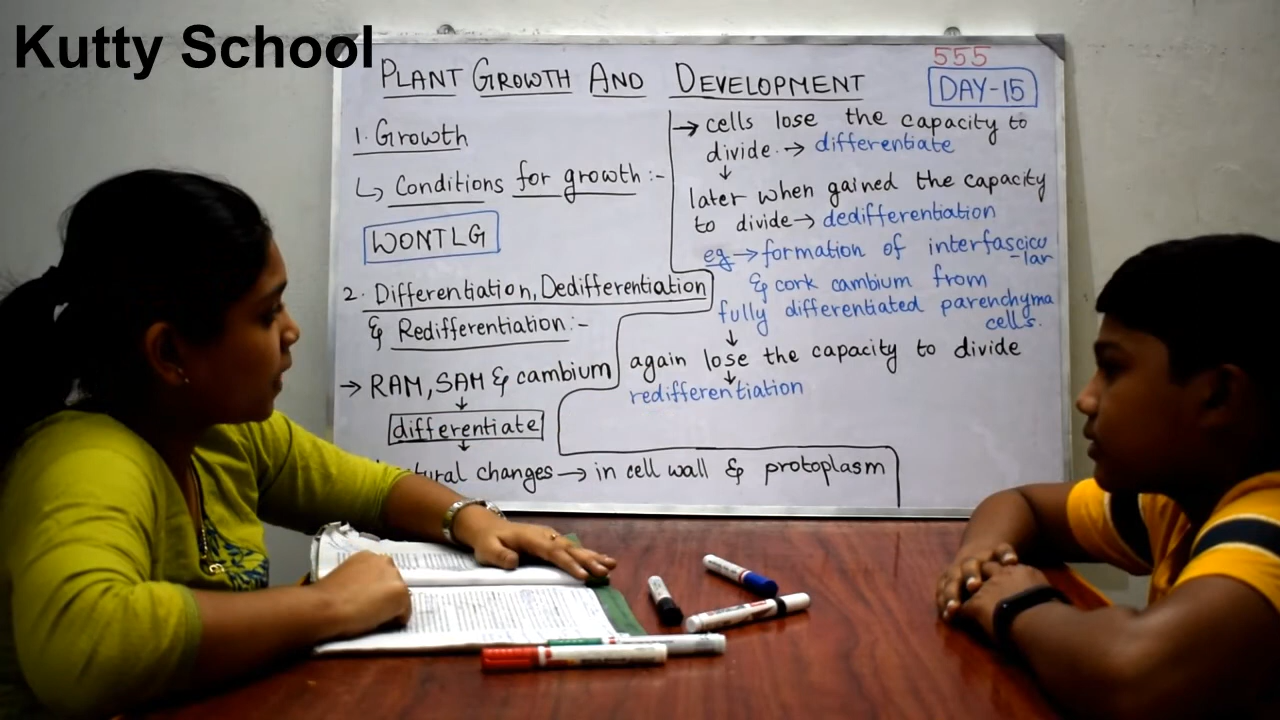 Kutty School
555
PLANT GROWTH AND DEVELOPMENT
DAY-15
1. Growth
↳ Conditions for growth :-
WONTLG
2. Differentiation, Dedifferentiation
& Redifferentiation :-
→ RAM, SAM & cambium
↓
differentiate
↓
changes → in cell wall & protoplasm
→ cells lose the capacity to
divide. → differentiate
↓
later when gained the capacity
to divide → dedifferentiation
eg → formation of interfascicu
-lar
& cork cambium from
fully differentiated parenchyma
cells.
↓
again lose the capacity to divide
↓
redifferentiation